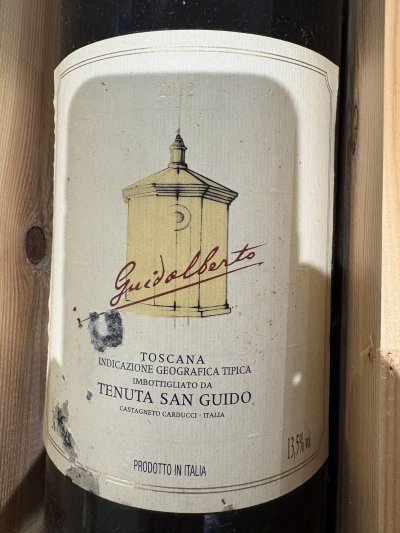 2012
Guidalberto
TOSCANA
INDICAZIONE GEOGRAFICA TIPICA
IMBOTTIGLIATO DA
TENUTA SAN GUIDO
CASTAGNETO CARDUCCI - ITALIA
13,5% vol
PRODOTTO IN ITALIA